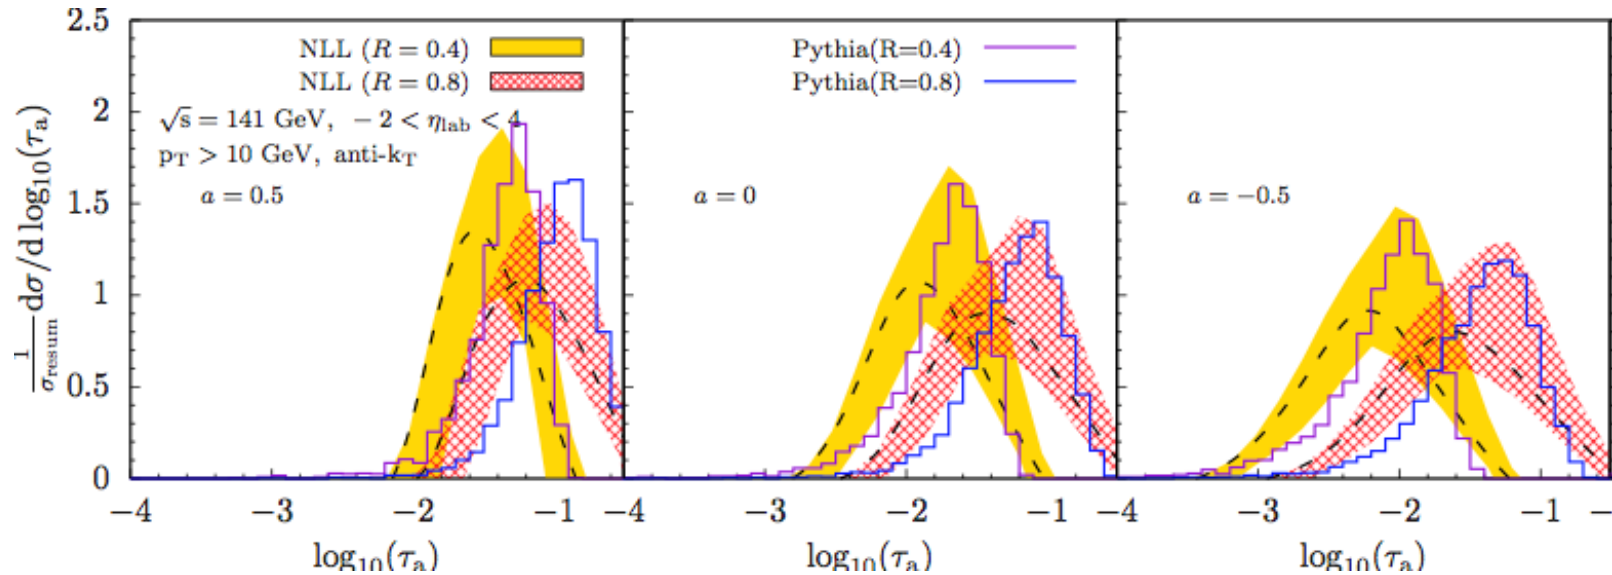 2.5
2
1.5
1
0.5
0
1/σresum dσ/d log10(τa)
NLL (R = 0.4)
NLL (R = 0.8)
√s = 141 GeV, − 2 < ηlab < 4
pT > 10 GeV, anti-kT
a = 0.5
Pythia(R=0.4)
Pythia(R=0.8)
a = 0
a = −0.5
−4 −3 −2 −1 −4 −3 −2 −1 −4 −3 −2 −1
log10(τa) log10(τa) log10(τa)